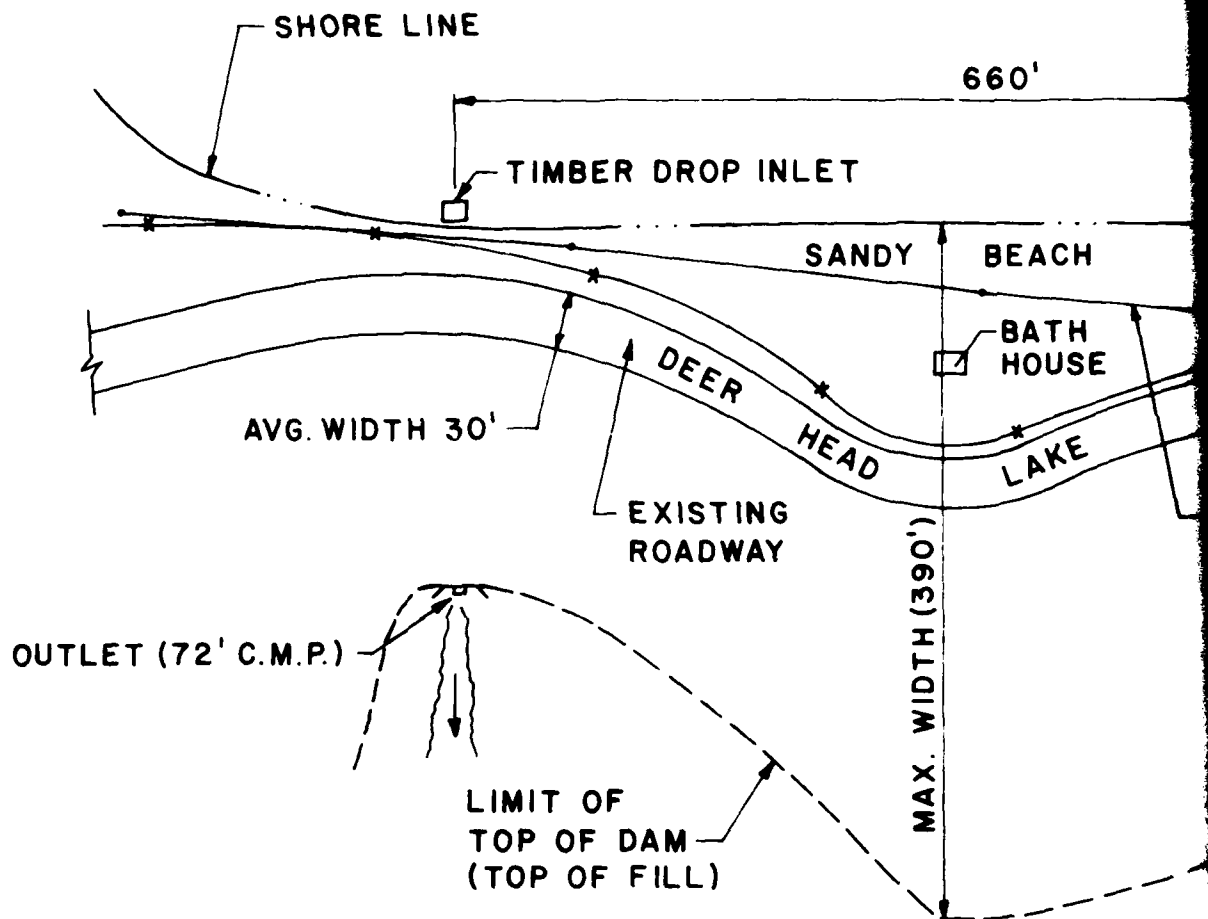 SHORE LINE
660'
TIMBER DROP INLET
SANDY BEACH
BATH
HOUSE
AVG. WIDTH 30'
DEER HEAD LAKE
EXISTING
ROADWAY
MAX. WIDTH (390')
OUTLET (72' C.M.P.)
LIMIT OF
TOP OF DAM
(TOP OF FILL)